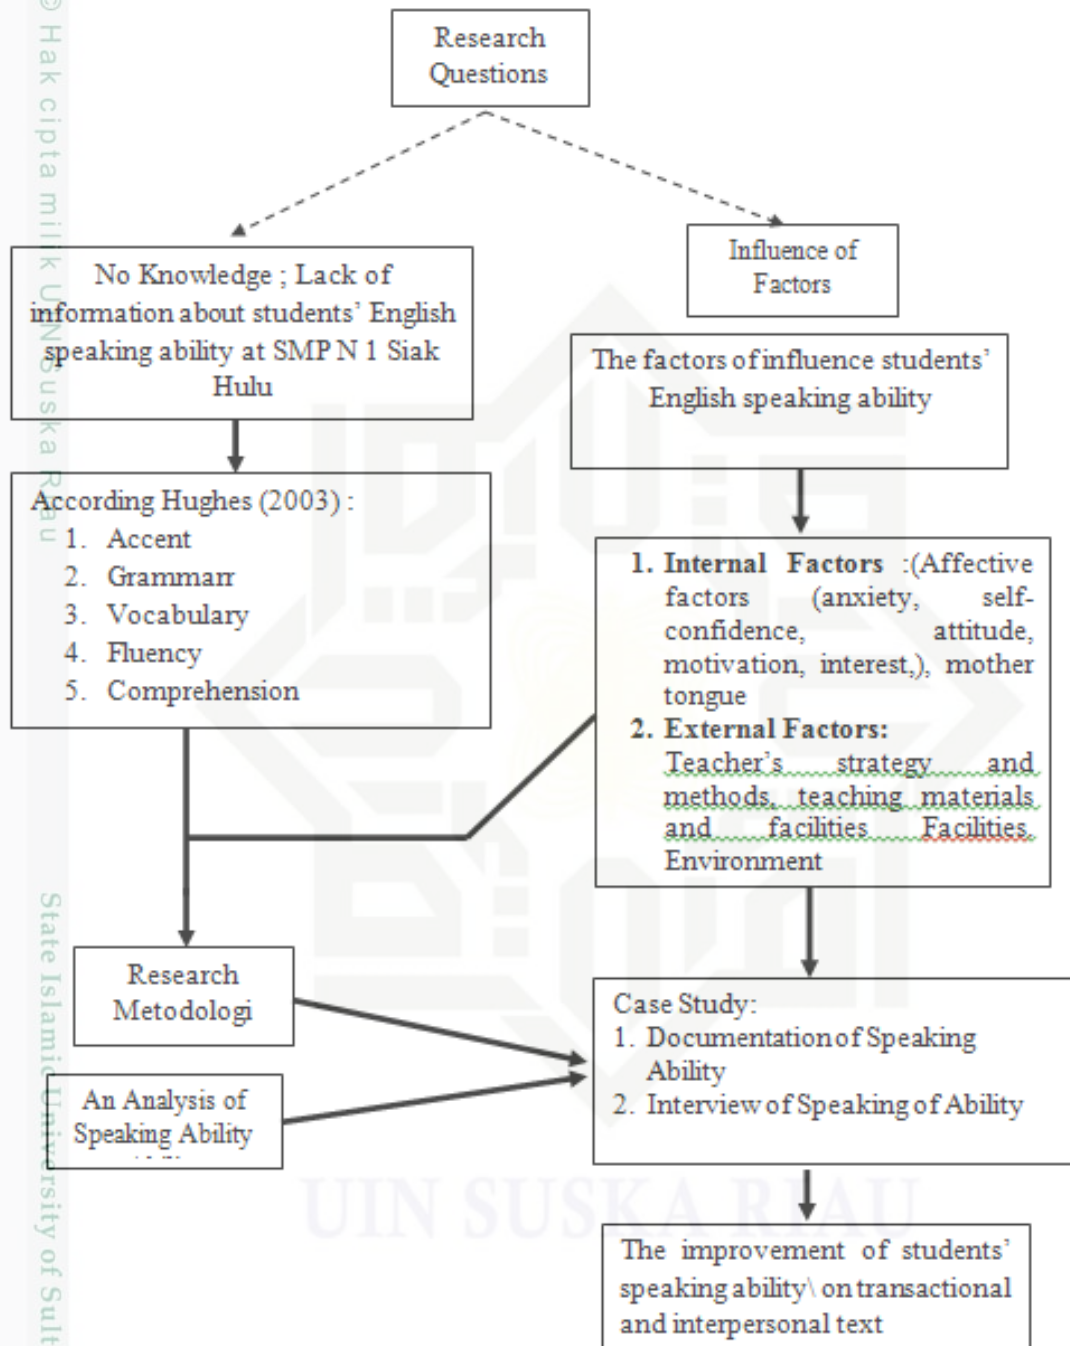 Research
Questions
No Knowledge ; Lack of
information about students’ English
speaking ability at SMP N 1 Siak
Hulu
Influence of
Factors
The factors of influence students’
English speaking ability
According Hughes (2003) :
1. Accent
2. Grammarr
3. Vocabulary
4. Fluency
5. Comprehension
1. Internal Factors :(Affective
factors (anxiety, self-
confidence, attitude,
motivation, interest,), mother
tongue
2. External Factors:
Teacher’s strategy and
methods, teaching materials
and facilities Facilities.
Environment
Research
Metodologi
An Analysis of
Speaking Ability
Case Study:
1. Documentation of Speaking
Ability
2. Interview of Speaking of Ability
The improvement of students’
speaking ability\ on transactional
and interpersonal text
© Hak cipta milik UIN Suska Riau
State Islamic University of Sult
UIN SUSKA RIAU